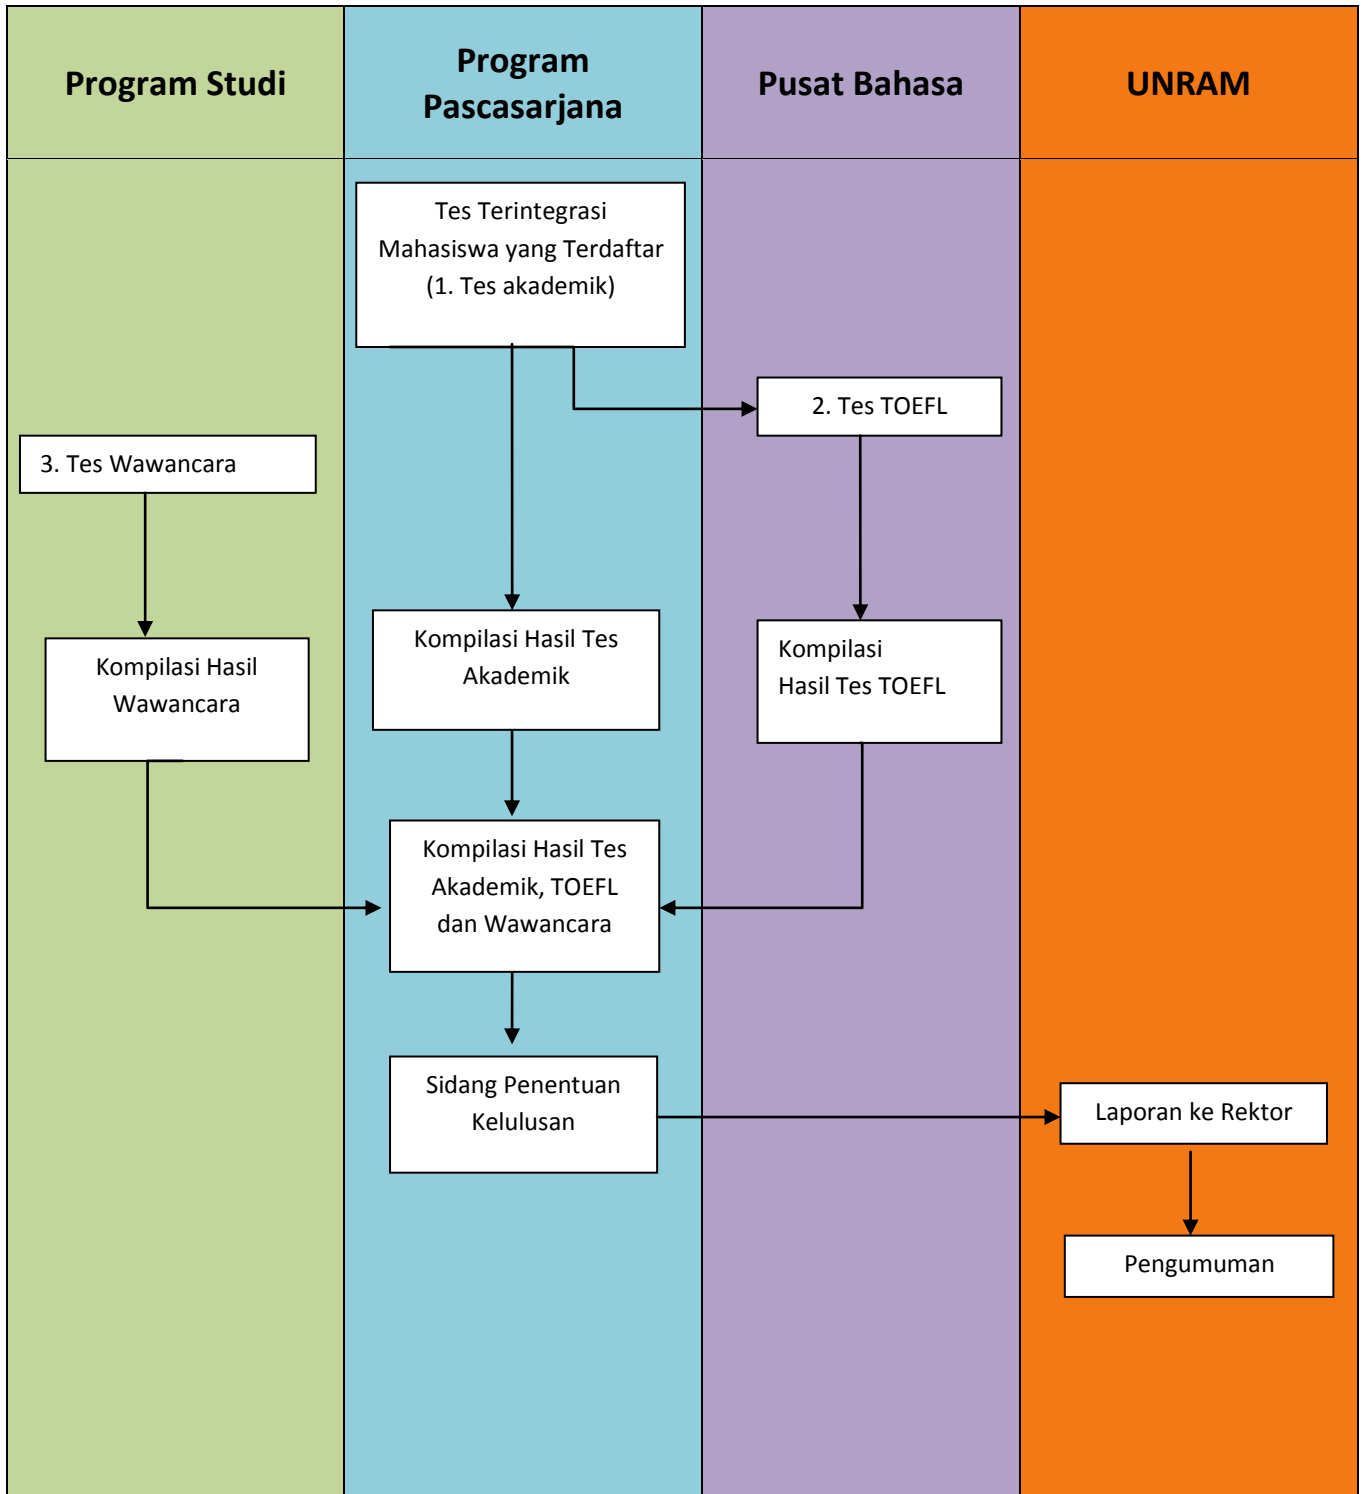 Program Studi
Program
Pascasarjana
Pusat Bahasa
UNRAM
Tes Terintegrasi
Mahasiswa yang Terdaftar
(1. Tes akademik)
2. Tes TOEFL
3. Tes Wawancara
Kompilasi Hasil
Wawancara
Kompilasi Hasil Tes
Akademik
Kompilasi
Hasil Tes TOEFL
Kompilasi Hasil Tes
Akademik, TOEFL
dan Wawancara
Sidang Penentuan
Kelulusan
Laporan ke Rektor
Pengumuman